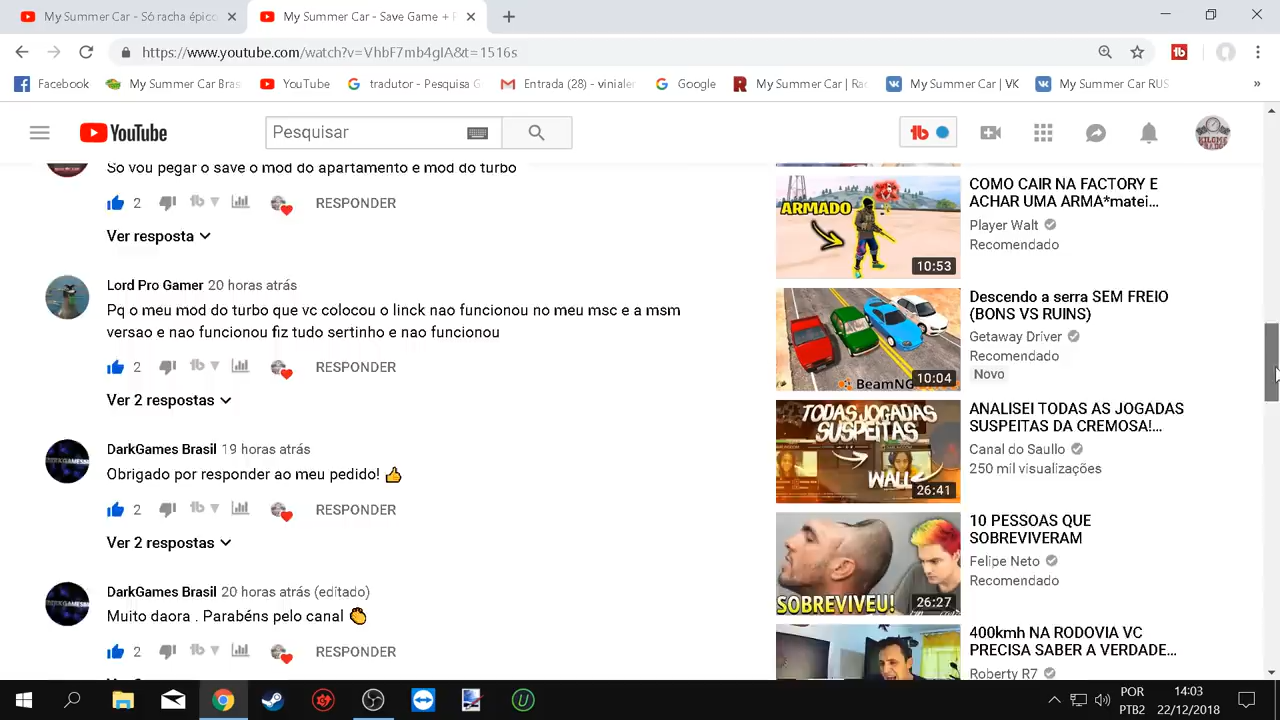 My Summer Car - Só racha épico
My Summer Car - Save Game +
https://www.youtube.com/watch?v=VhbF7mb4gIA&t=1516s
Facebook
My Summer Car Bras
YouTube
tradutor - Pesquisa G
Entrada (28) - vinialer
Google
My Summer Car | Ra
My Summer Car | VK
My Summer Car RUS
»
YouTube
Pesquisar
So vou pegar o save o mod do apartamento e mod do turbo
2 RESPONDER
Ver resposta
Lord Pro Gamer 20 horas atrás
Pq o meu mod do turbo que vc colocou o linck nao funcionou no meu msc e a msm
versao e nao funcionou fiz tudo sertinho e nao funcionou
2 RESPONDER
Ver 2 respostas
DarkGames Brasil 19 horas atrás
Obrigado por responder ao meu pedido! 👍
2 RESPONDER
Ver 2 respostas
DarkGames Brasil 20 horas atrás (editado)
Muito daora . Parabéns pelo canal 👏
2 RESPONDER
ARMADO
10:53
COMO CAIR NA FACTORY E
ACHAR UMA ARMA*matei...
Player Walt
Recomendado
BeamNG
10:04
Descendo a serra SEM FREIO
(BONS VS RUINS)
Getaway Driver
Recomendado
Novo
TODAS JOGADAS
SUSPEITAS
WALL
26:41
ANALISEI TODAS AS JOGADAS
SUSPEITAS DA CREMOSA!...
Canal do Saullo
250 mil visualizações
SOBREVIVEU!
26:27
10 PESSOAS QUE
SOBREVIVERAM
Felipe Neto
Recomendado
400kmh NA RODOVIA VC
PRECISA SABER A VERDADE...
Roberty R7
POR
PTB2
14:03
22/12/2018